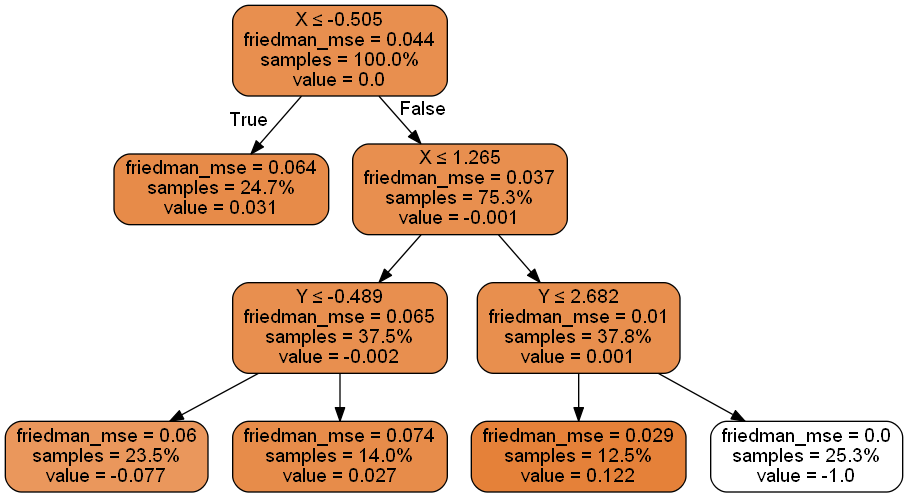 X ≤ -0.505
friedman_mse = 0.044
samples = 100.0%
value = 0.0
True
False
friedman_mse = 0.064
samples = 24.7%
value = 0.031
X ≤ 1.265
friedman_mse = 0.037
samples = 75.3%
value = -0.001
Y ≤ -0.489
friedman_mse = 0.065
samples = 37.5%
value = -0.002
Y ≤ 2.682
friedman_mse = 0.01
samples = 37.8%
value = 0.001
friedman_mse = 0.06
samples = 23.5%
value = -0.077
friedman_mse = 0.074
samples = 14.0%
value = 0.027
friedman_mse = 0.029
samples = 12.5%
value = 0.122
friedman_mse = 0.0
samples = 25.3%
value = -1.0